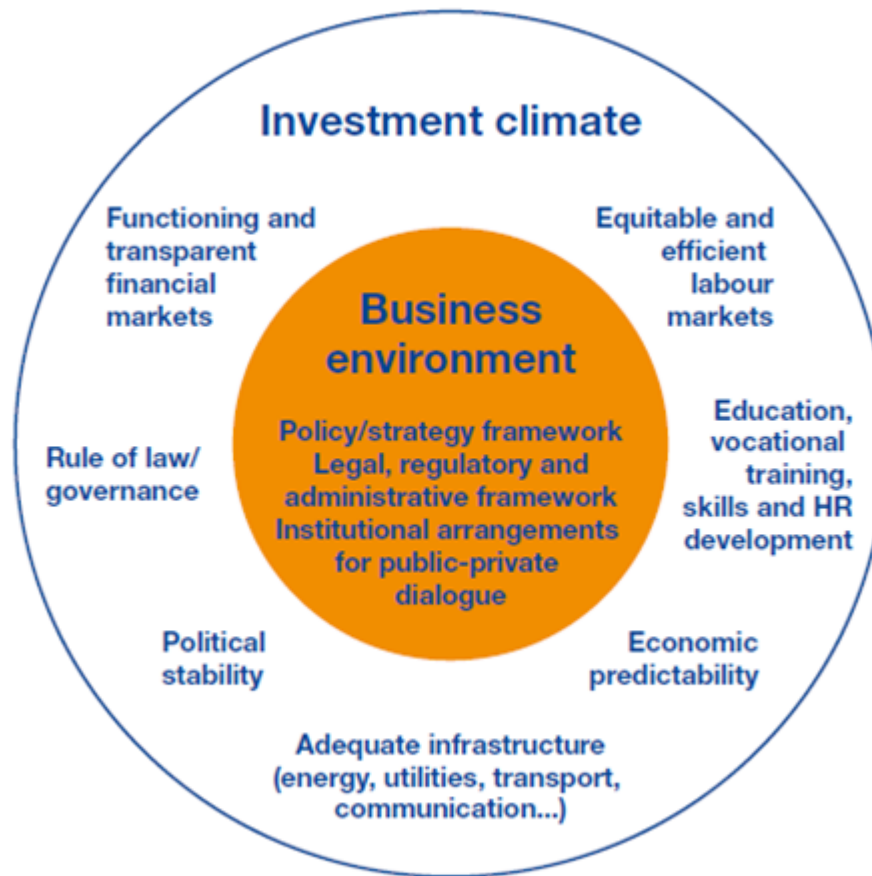 Investment climate
Functioning and
transparent
financial
markets
Equitable and
efficient
labour
markets
Business
environment
Policy/strategy framework
Legal, regulatory and
administrative framework
Institutional arrangements
for public-private
dialogue
Rule of law/
governance
Education,
vocational
training,
skills and HR
development
Political
stability
Economic
predictability
Adequate infrastructure
(energy, utilities, transport,
communication...)